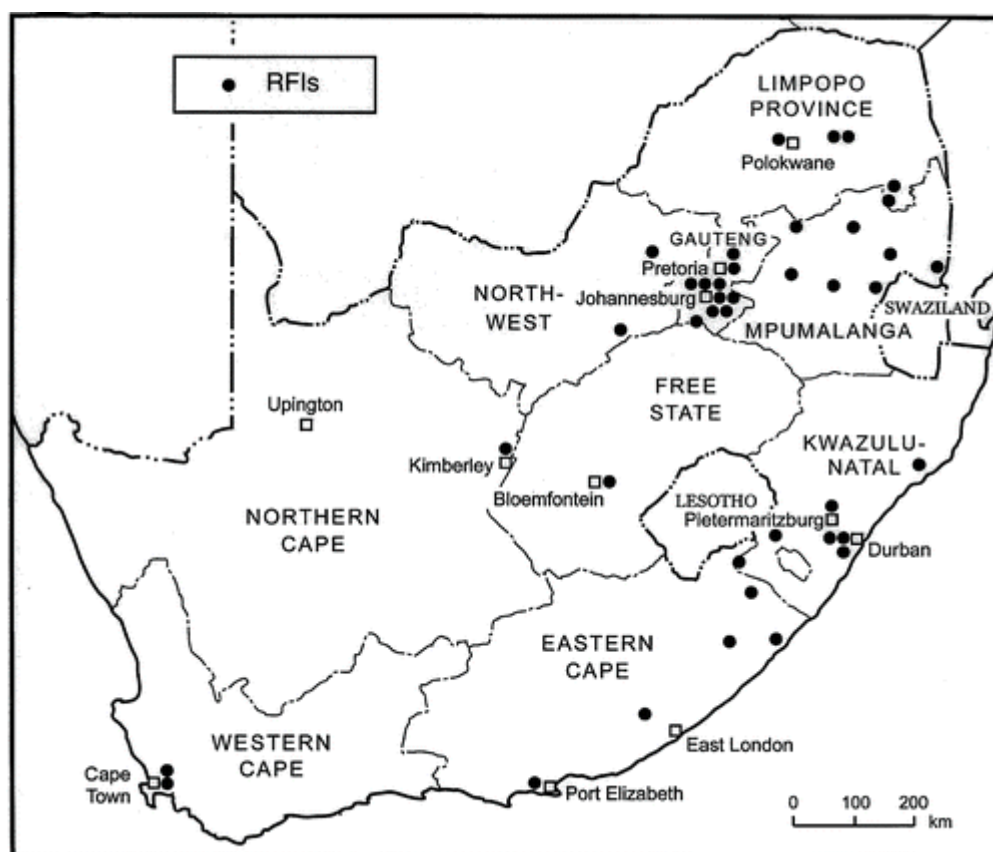 RFIs
LIMPOPO
PROVINCE
Polokwane
GAUTENG
Pretoria
Johannesburg
NORTH-
WEST
SWAZILAND
MPUMALANGA
FREE
STATE
Upington
Kimberley
KWAZULU-
NATAL
Bloemfontein
LESOTHO
Pietermaritzburg
Durban
NORTHERN
CAPE
EASTERN
CAPE
WESTERN
CAPE
East London
Cape
Town
Port Elizabeth
0 100 200
km